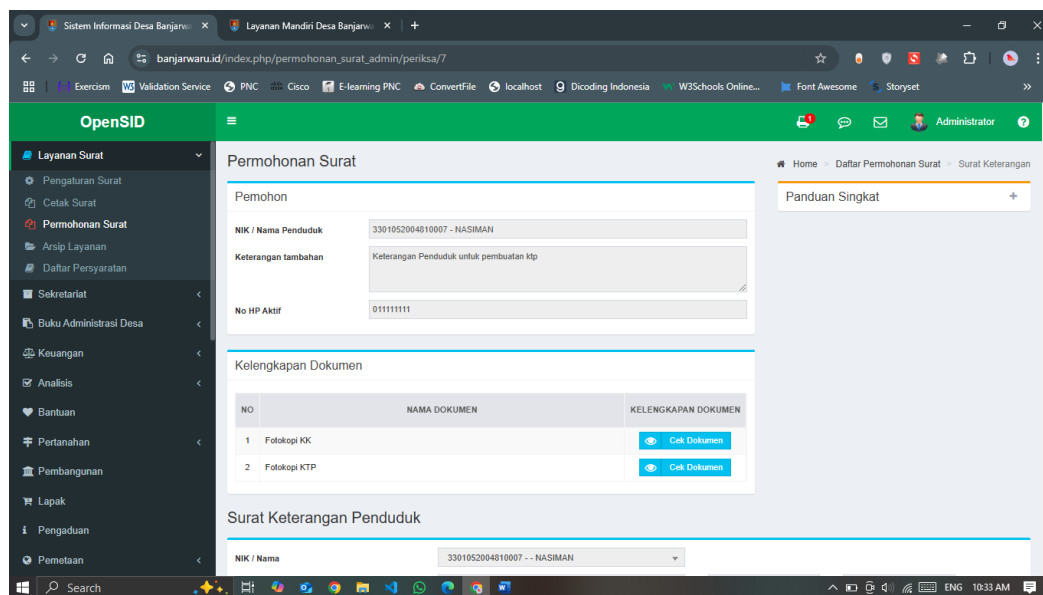 Sistem Informasi Desa Banjarwa
Layanan Mandiri Desa Banjarwa
banjarwaru.id/index.php/permohonan_surat_admin/periksa/7
Exercism
Validation Service
PNC
Cisco
E-learning PNC
ConvertFile
localhost
Dicoding Indonesia
W3Schools Online...
Font Awesome
Storyset
OpenSID
1
Administrator
Layanan Surat
Pengaturan Surat
Cetak Surat
Permohonan Surat
Arsip Layanan
Daftar Persyaratan
Sekretariat
Buku Administrasi Desa
Keuangan
Analisis
Bantuan
Pertanahan
Pembangunan
Lapak
Pengaduan
Pemetaan
Permohonan Surat
Home > Daftar Permohonan Surat > Surat Keterangan
Pemohon
NIK / Nama Penduduk
3301052004810007 - NASIMAN
Keterangan tambahan
Keterangan Penduduk untuk pembuatan ktp
No HP Aktif
011111111
Panduan Singkat
Kelengkapan Dokumen
NO NAMA DOKUMEN KELENGKAPAN DOKUMEN
1 Fotokopi KK Cek Dokumen
2 Fotokopi KTP Cek Dokumen
Surat Keterangan Penduduk
NIK / Nama
3301052004810007 - - NASIMAN
Search
ENG
10:33 AM